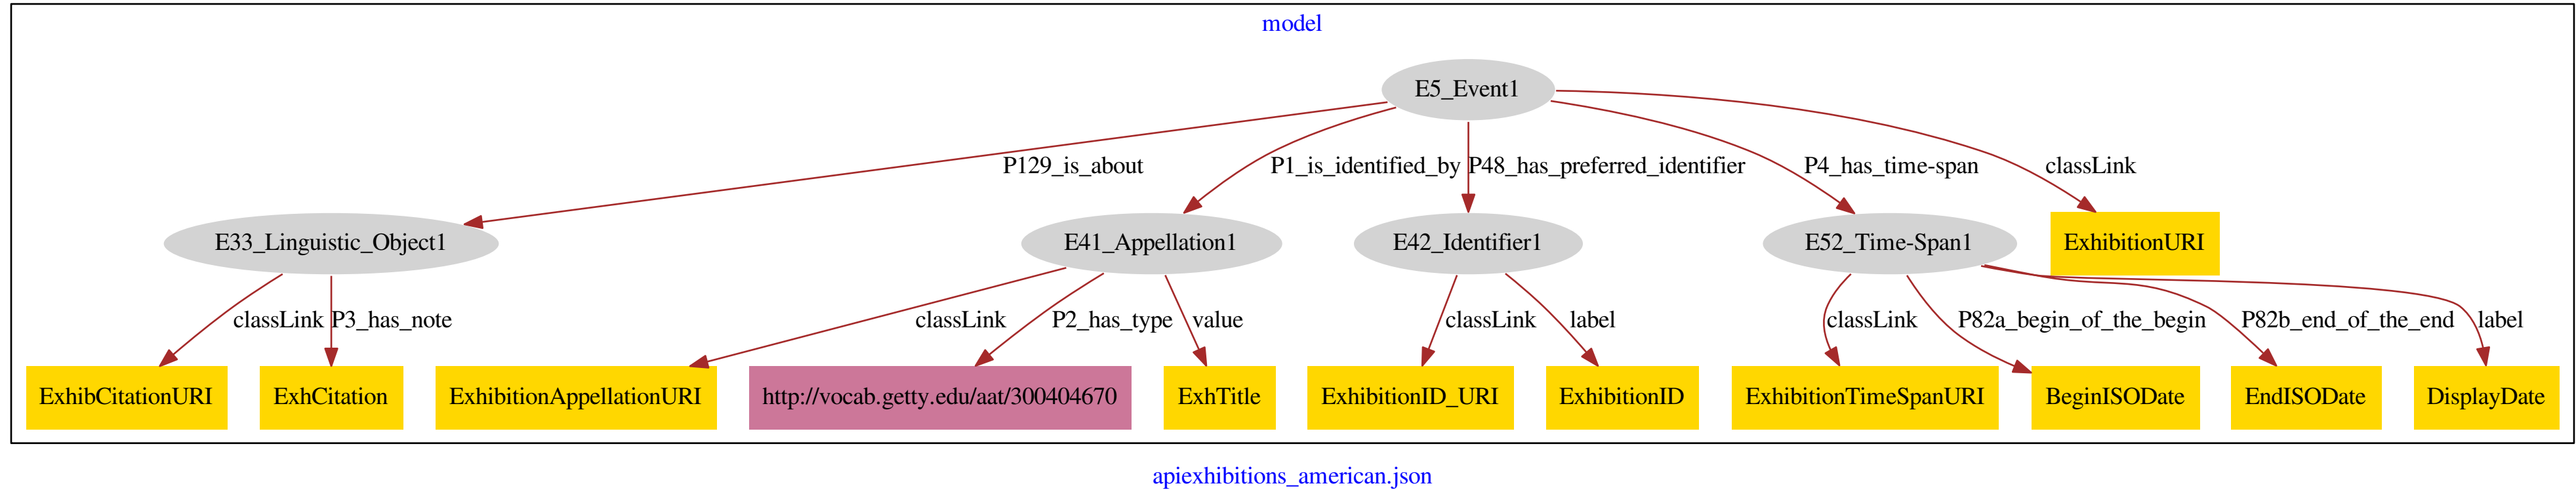 model
E5_Event1
P129_is_about
P1_is_identified_by
P48_has_preferred_identifier
P4_has_time-span
classLink
E33_Linguistic_Object1
E41_Appellation1
E42_Identifier1
E52_Time-Span1
ExhibitionURI
classLink
P3_has_note
classLink
P2_has_type
value
classLink
label
classLink
P82a_begin_of_the_begin
P82b_end_of_the_end
label
ExhibCitationURI
ExhCitation
ExhibitionAppellationURI
http://vocab.getty.edu/aat/300404670
ExhTitle
ExhibitionID_URI
ExhibitionID
ExhibitionTimeSpanURI
BeginISODate
EndISODate
DisplayDate
apiexhibitions_american.json